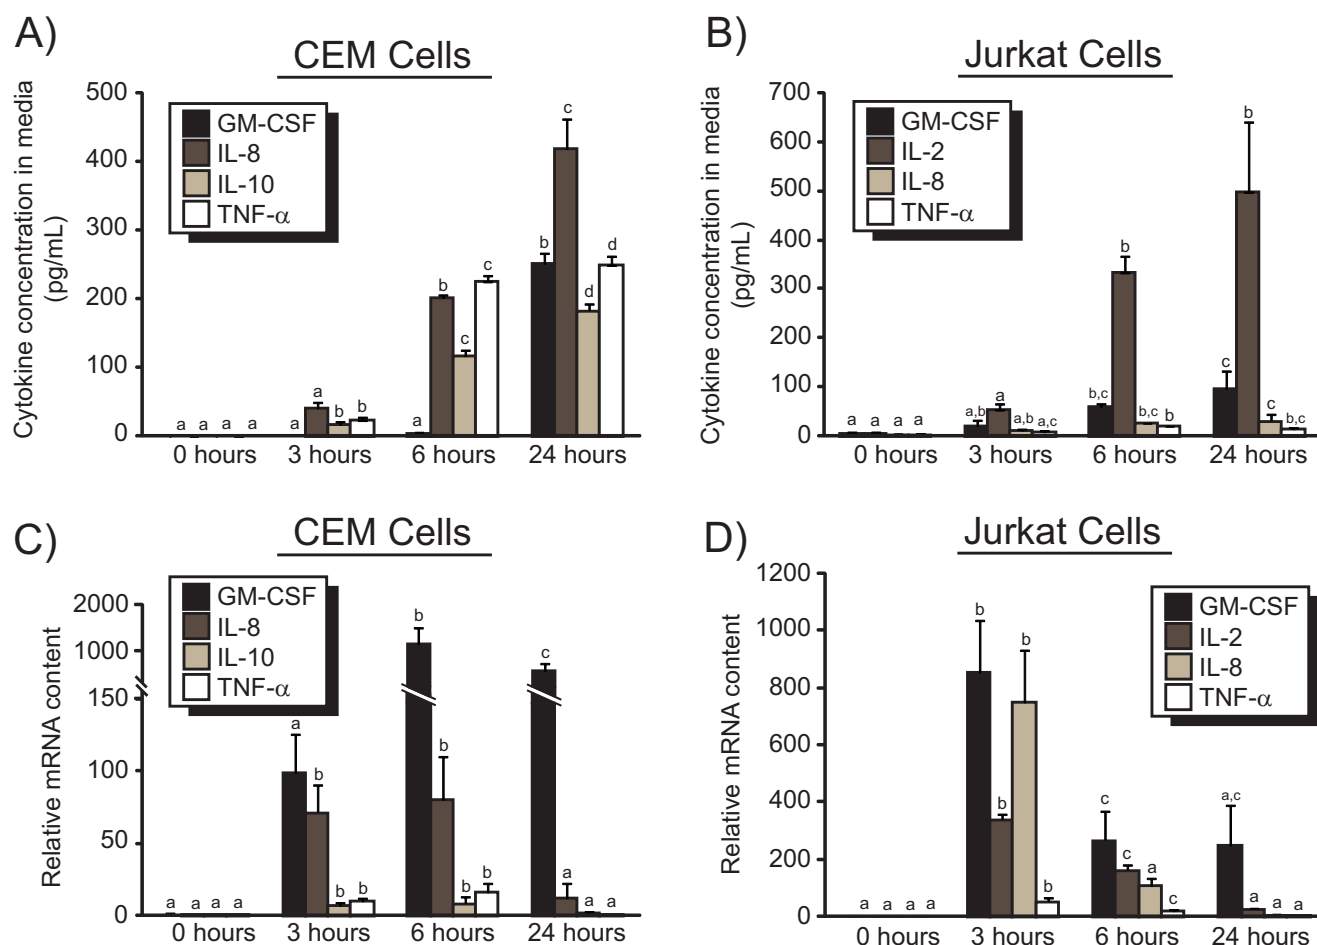 A)
CEM Cells
Cytokine concentration in media
(pg/mL)
500
400
300
200
100
0
GM-CSF
IL-8
IL-10
TNF-α
a a a a
a a b b
a b c c
b c d d
0 hours 3 hours 6 hours 24 hours
B)
Jurkat Cells
Cytokine concentration in media
(pg/mL)
700
600
500
400
300
200
100
0
GM-CSF
IL-2
IL-8
TNF-α
a a a a
a,b a a,b a,c
b,c b b,c b
c b c b,c
0 hours 3 hours 6 hours 24 hours
C)
CEM Cells
Relative mRNA content
2000
1000
150
100
50
0
GM-CSF
IL-8
IL-10
TNF-α
a a a a
a b b b
b b b b
c a a a
0 hours 3 hours 6 hours 24 hours
D)
Jurkat Cells
Relative mRNA content
1200
1000
800
600
400
200
0
GM-CSF
IL-2
IL-8
TNF-α
a a a a
b b b b
c c a c
a,c a a a
0 hours 3 hours 6 hours 24 hours